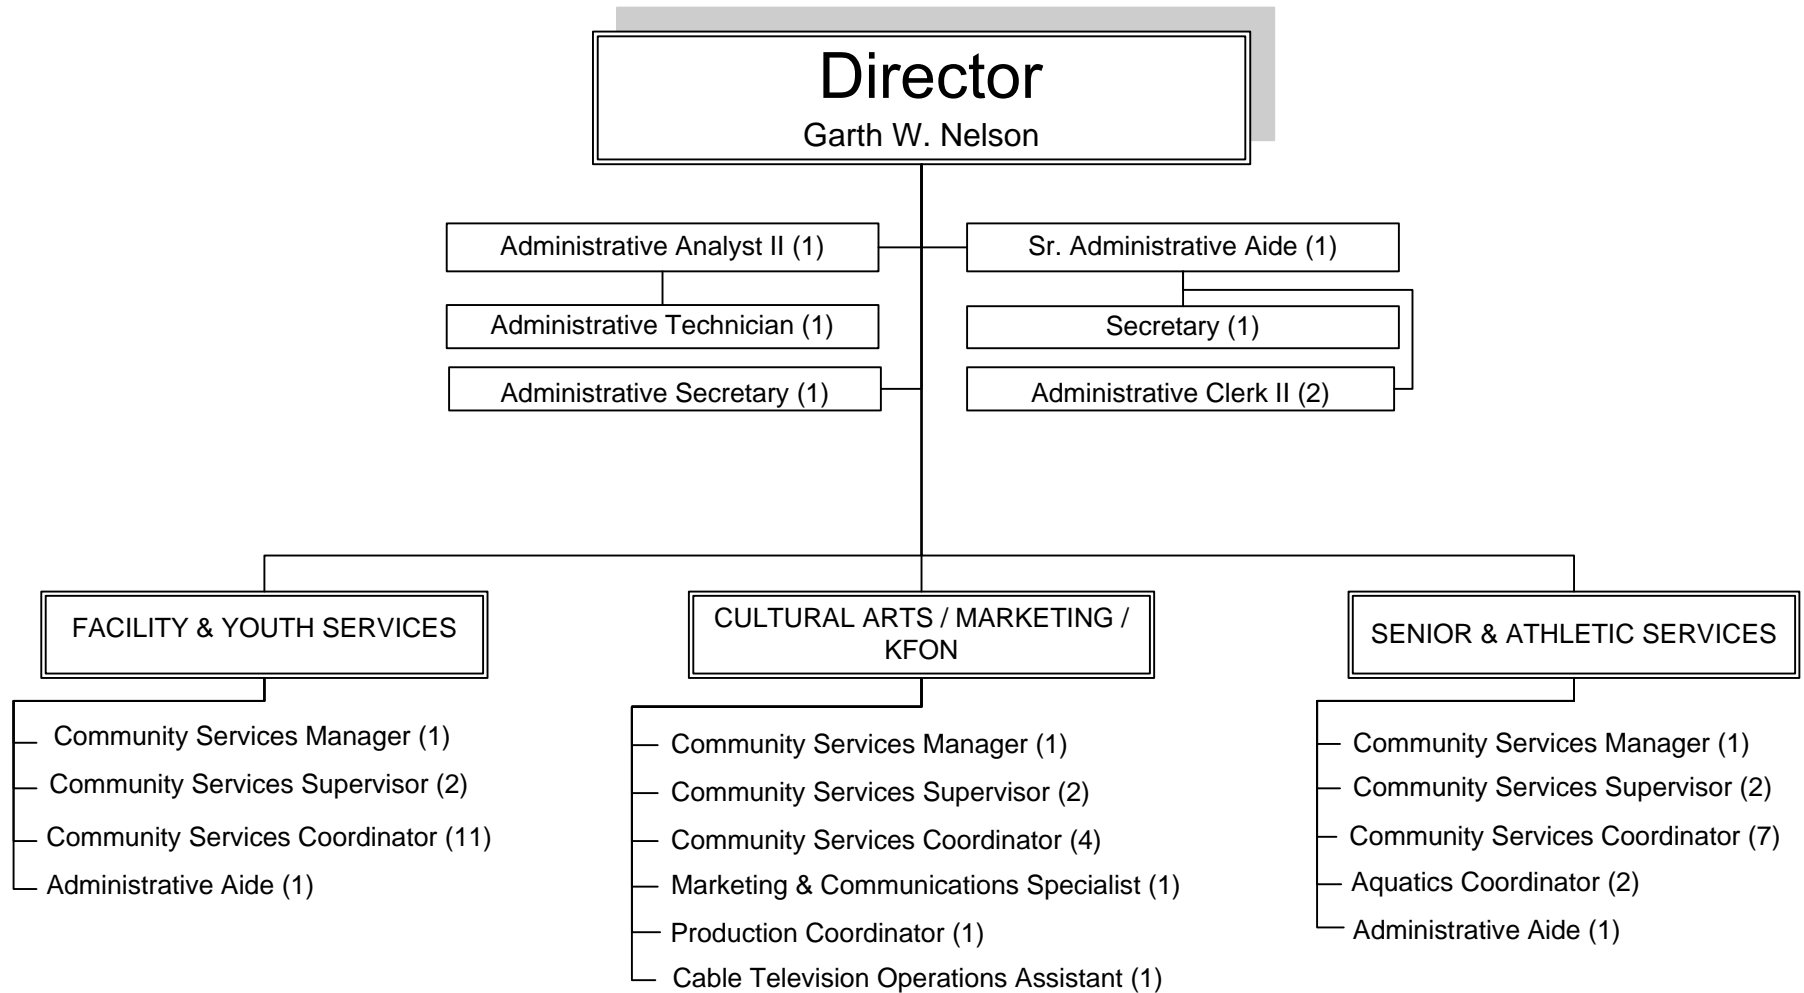 Director
Garth W. Nelson
Administrative Analyst II (1)
Sr. Administrative Aide (1)
Administrative Technician (1)
Secretary (1)
Administrative Secretary (1)
Administrative Clerk II (2)
FACILITY & YOUTH SERVICES
Community Services Manager (1)
Community Services Supervisor (2)
Community Services Coordinator (11)
Administrative Aide (1)
CULTURAL ARTS / MARKETING /
KFON
Community Services Manager (1)
Community Services Supervisor (2)
Community Services Coordinator (4)
Marketing & Communications Specialist (1)
Production Coordinator (1)
Cable Television Operations Assistant (1)
SENIOR & ATHLETIC SERVICES
Community Services Manager (1)
Community Services Supervisor (2)
Community Services Coordinator (7)
Aquatics Coordinator (2)
Administrative Aide (1)